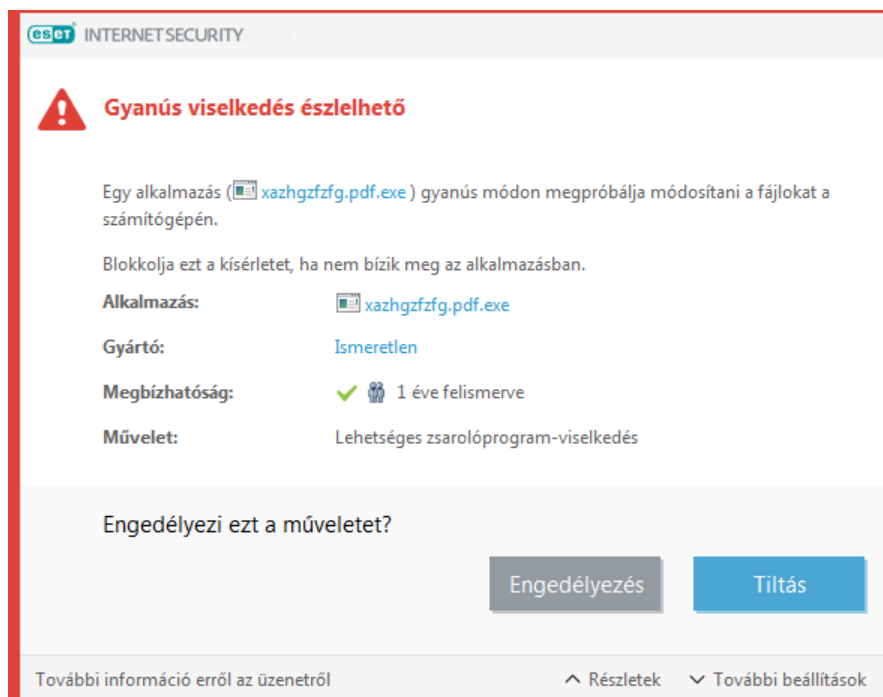 eset INTERNET SECURITY
Gyanús viselkedés észlelhető
Egy alkalmazás ( xazhgzfzfg.pdf.exe ) gyanús módon megpróbálja módosítani a fájlokat a
számítógépén.
Blokkolja ezt a kísérletet, ha nem bízik meg az alkalmazásban.
Alkalmazás: xazhgzfzfg.pdf.exe
Gyártó: Ismeretlen
Megbízhatóság: 1 éve felismerve
Művelet: Lehetséges zsarolóprogram-viselkedés
Engedélyezi ezt a műveletet?
Engedélyezés Tiltás
További információ erről az üzenetről Részletek További beállítások